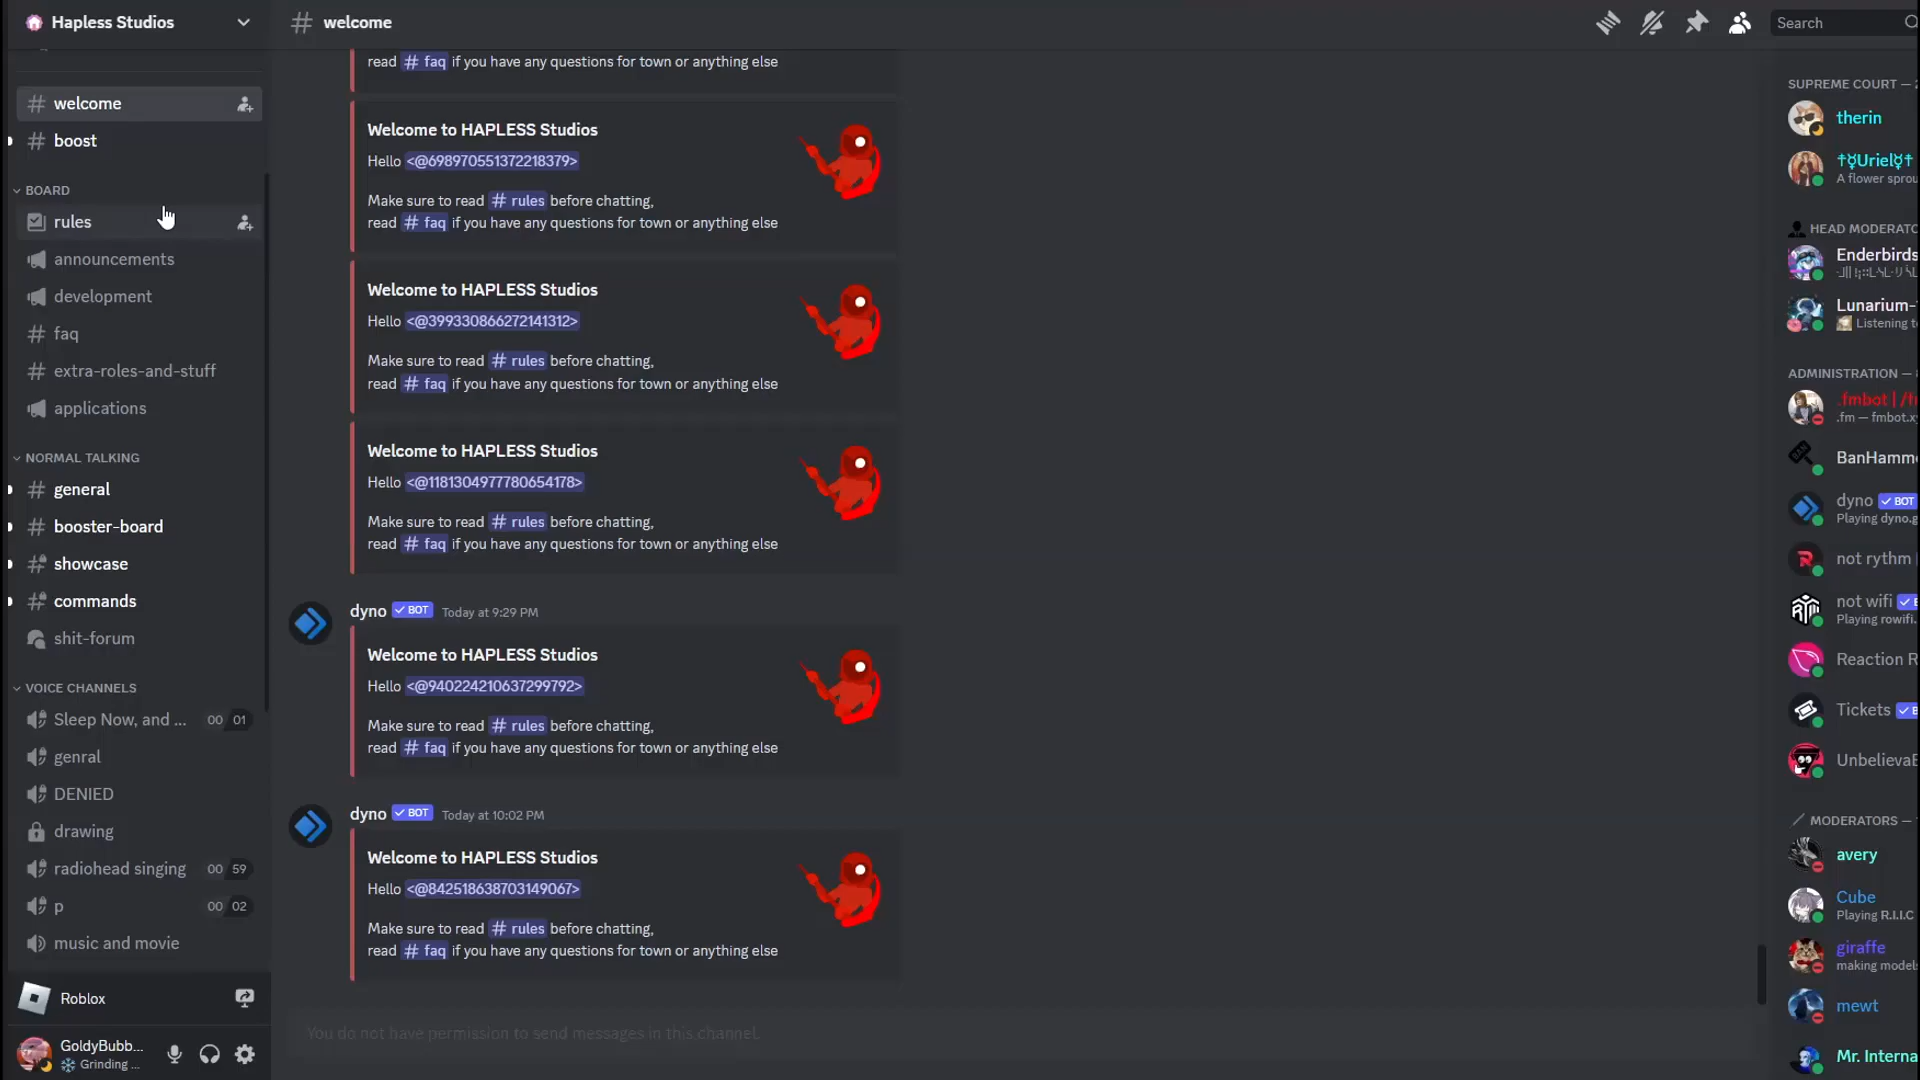 Hapless Studios
welcome
boost
BOARD
rules
announcements
development
faq
extra-roles-and-stuff
applications
NORMAL TALKING
general
booster-board
showcase
commands
shit-forum
VOICE CHANNELS
Sleep Now, and ... 00 01
genral
DENIED
drawing
radiohead singing 00 59
p 00 02
music and movie
Roblox
GoldyBubb...
Grinding ...
# welcome
Search
read # faq if you have any questions for town or anything else
Welcome to HAPLESS Studios
Hello <@698970551372218379>
Make sure to read # rules before chatting,
read # faq if you have any questions for town or anything else
Welcome to HAPLESS Studios
Hello <@399330866272141312>
Make sure to read # rules before chatting,
read # faq if you have any questions for town or anything else
Welcome to HAPLESS Studios
Hello <@1181304977780654178>
Make sure to read # rules before chatting,
read # faq if you have any questions for town or anything else
dyno BOT Today at 9:29 PM
Welcome to HAPLESS Studios
Hello <@940224210637299792>
Make sure to read # rules before chatting,
read # faq if you have any questions for town or anything else
dyno BOT Today at 10:02 PM
Welcome to HAPLESS Studios
Hello <@842518638703149067>
Make sure to read # rules before chatting,
read # faq if you have any questions for town or anything else
You do not have permission to send messages in this channel.
SUPREME COURT —
therin
†☿Uriel☿†
A flower sprou
HEAD MODERATO
Enderbirds
Lunarium-
Listening to
ADMINISTRATION —
.fmbot | /f
.fm — fmbot.x
BanHamm
dyno BOT
Playing dyno.g
not rythm
not wifi
Playing rowifi.
Reaction R
Tickets
Unbelieva
MODERATORS —
avery
Cube
Playing R.I.I.C
giraffe
making model
mewt
Mr. Interna